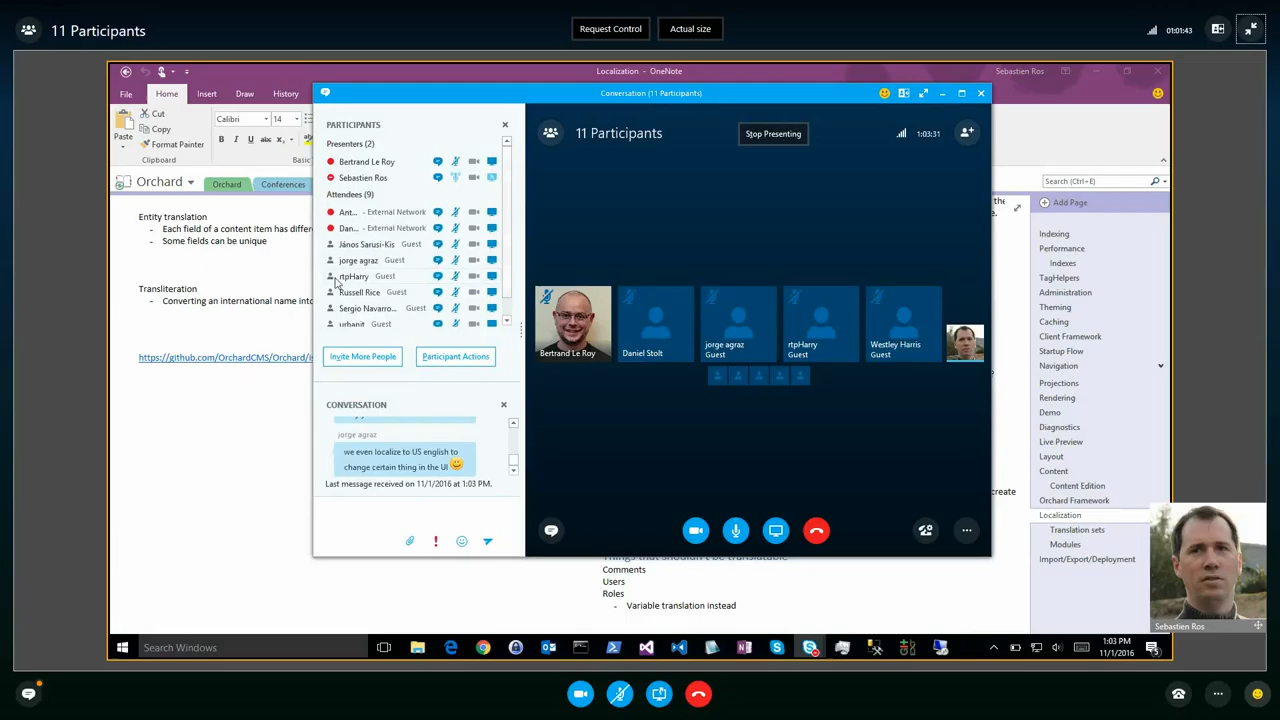 11 Participants
Request Control
Actual size
01:01:43
Localization - OneNote
Sebastien Ros
File
Home
Insert
Draw
History
Cut
Copy
Format Painter
Paste
Clipboard
Calibri
14
B I U abc
Orchard
Orchard
Conferences
Search (Ctrl+E)
Entity translation
- Each field of a content item has differe
- Some fields can be unique
Transliteration
- Converting an international name into
https://github.com/OrchardCMS/Orchard/is
Conversation (11 Participants)
PARTICIPANTS
Presenters (2)
Bertrand Le Roy
Sebastien Ros
Attendees (9)
Ant... - External Network
Dan... - External Network
János Sarusi-Kis Guest
jorge agraz Guest
rtpHarry Guest
Russell Rice Guest
Sergio Navarro... Guest
urbanit Guest
Invite More People
Participant Actions
CONVERSATION
jorge agraz
we even localize to US english to
change certain thing in the UI
Last message received on 11/1/2016 at 1:03 PM.
11 Participants
Stop Presenting
1:03:31
Bertrand Le Roy
Daniel Stolt
jorge agraz
Guest
rtpHarry
Guest
Westley Harris
Guest
the
create
Things that shouldn't be translatable
Comments
Users
Roles
- Variable translation instead
Add Page
Indexing
Performance
Indexes
TagHelpers
Administration
Theming
Caching
Client Framework
Startup Flow
Navigation
Projections
Rendering
Demo
Diagnostics
Live Preview
Layout
Content
Content Edition
Orchard Framework
Localization
Translation sets
Modules
Import/Export/Deployment
Sebastien Ros
Search Windows
1:03 PM
11/1/2016